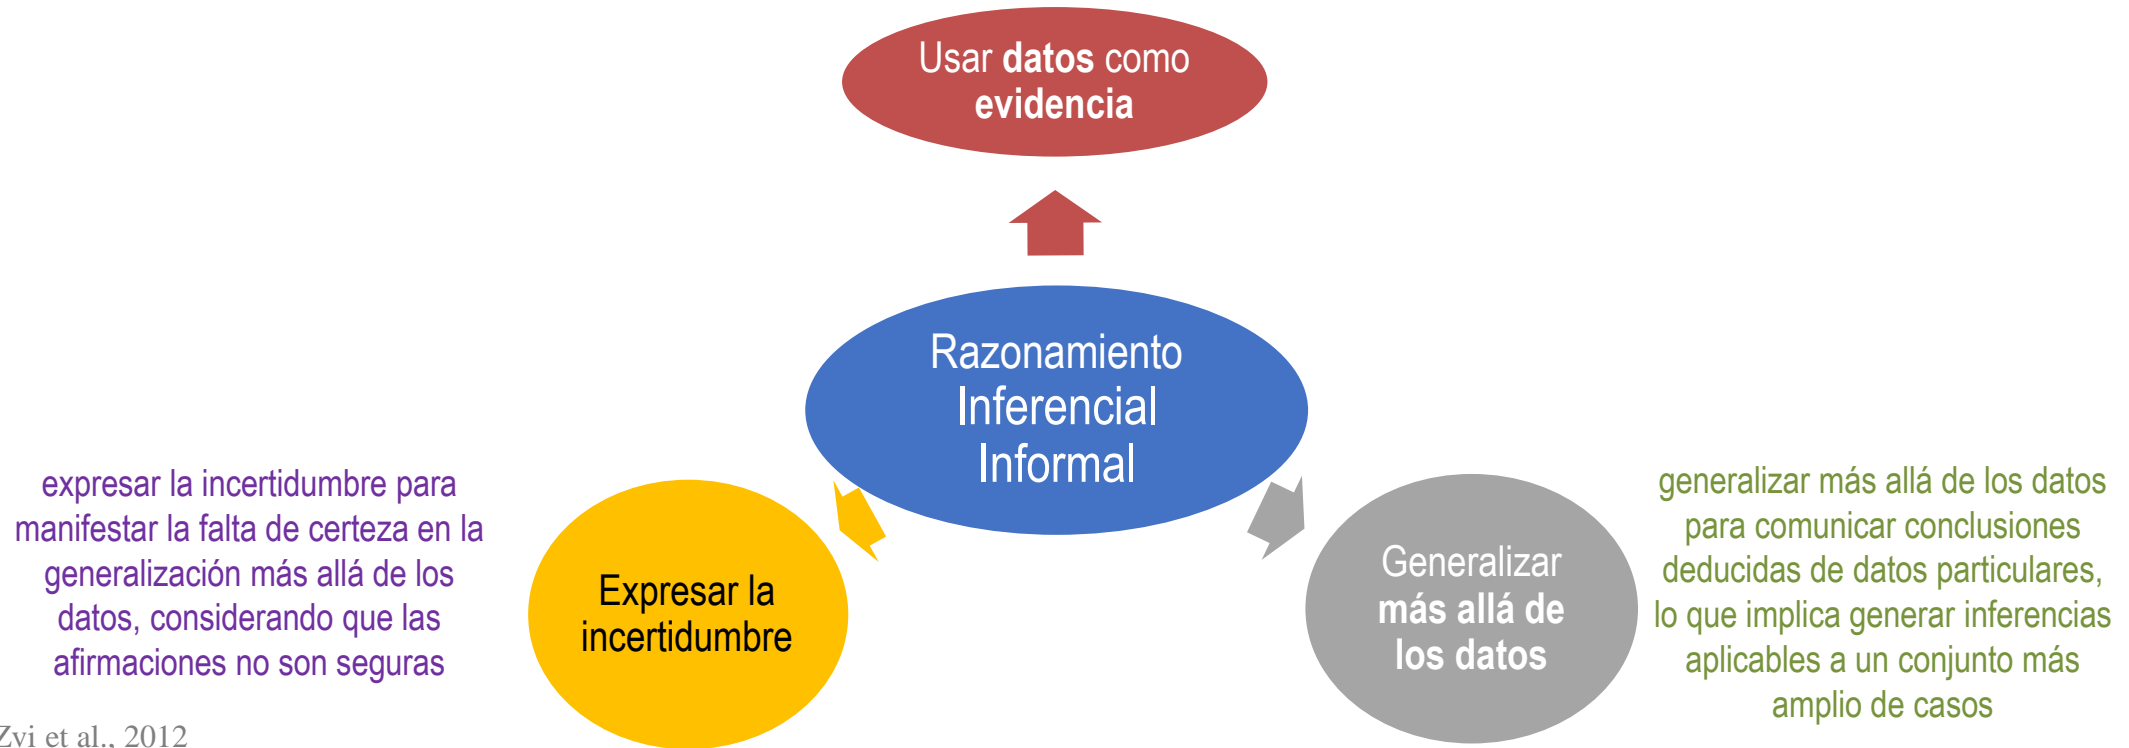 Usar datos como
evidencia
Razonamiento
Inferencial
Informal
expresar la incertidumbre para
manifestar la falta de certeza en la
generalización más allá de los
datos, considerando que las
afirmaciones no son seguras
Expresar la
incertidumbre
Generalizar
más allá de
los datos
generalizar más allá de los datos
para comunicar conclusiones
deducidas de datos particulares,
lo que implica generar inferencias
aplicables a un conjunto más
amplio de casos
Zvi et al., 2012